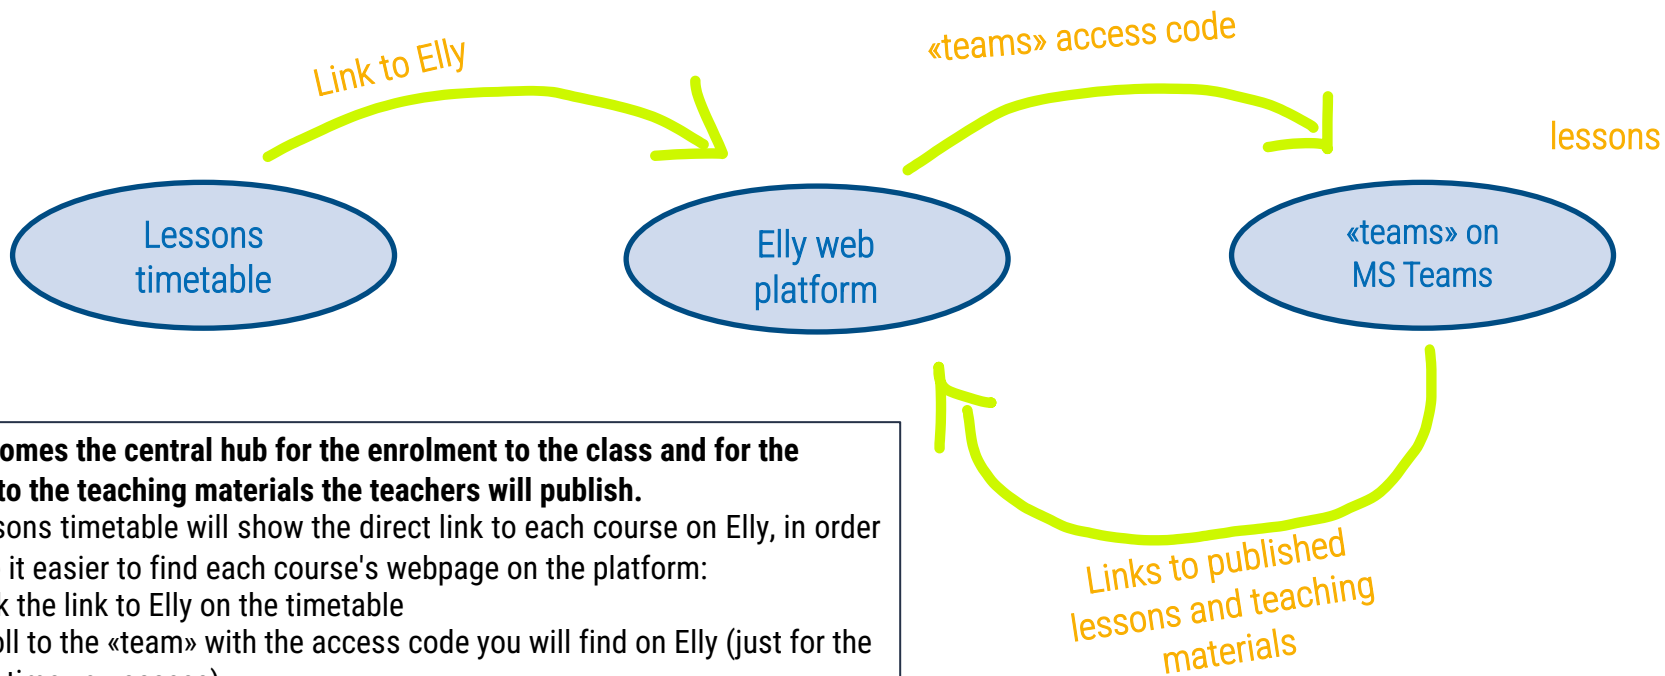 Link to Elly
«teams» access code
lessons
Lessons
timetable
Elly web
platform
«teams» on
MS Teams
omes the central hub for the enrolment to the class and for the
to the teaching materials the teachers will publish.
sons timetable will show the direct link to each course on Elly, in order
it easier to find each course's webpage on the platform:
k the link to Elly on the timetable
oll to the «team» with the access code you will find on Elly (just for the
Links to published
lessons and teaching
materials